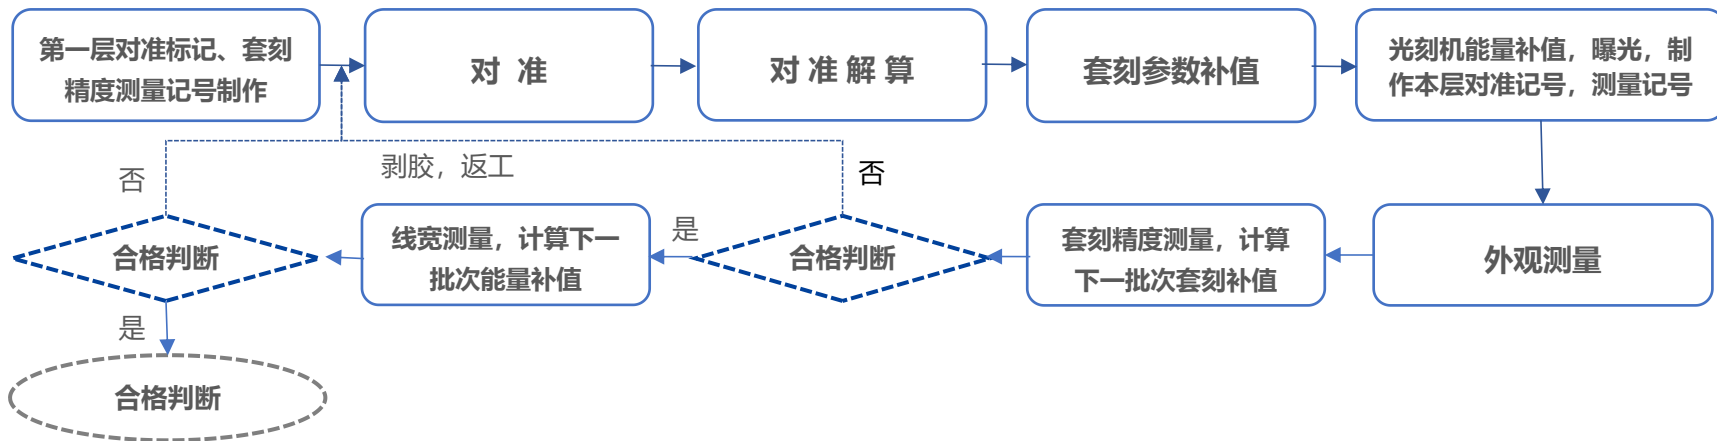 第一层对准标记、套刻
精度测量记号制作
对 准
对 准 解 算
套刻参数补值
光刻机能量补值，曝光，制
作本层对准记号，测量记号
否
剥胶，返工
否
合格判断
线宽测量，计算下一
批次能量补值
是
合格判断
套刻精度测量，计算
下一批次套刻补值
外观测量
是
合格判断